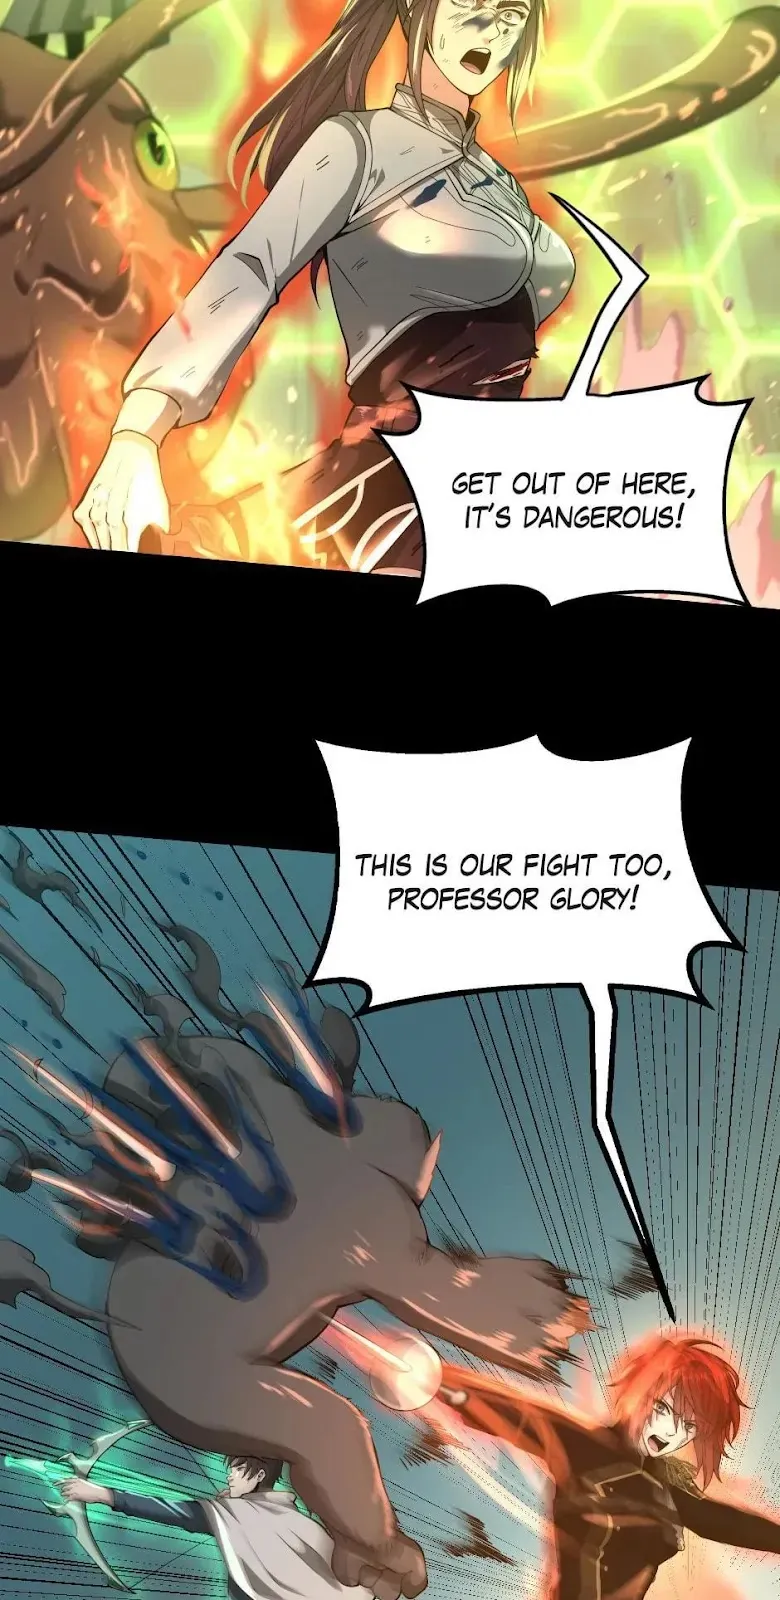 GET OUT OF HERE,
IT'S DANGEROUS!
THIS IS OUR FIGHT TOO,
PROFESSOR GLORY!